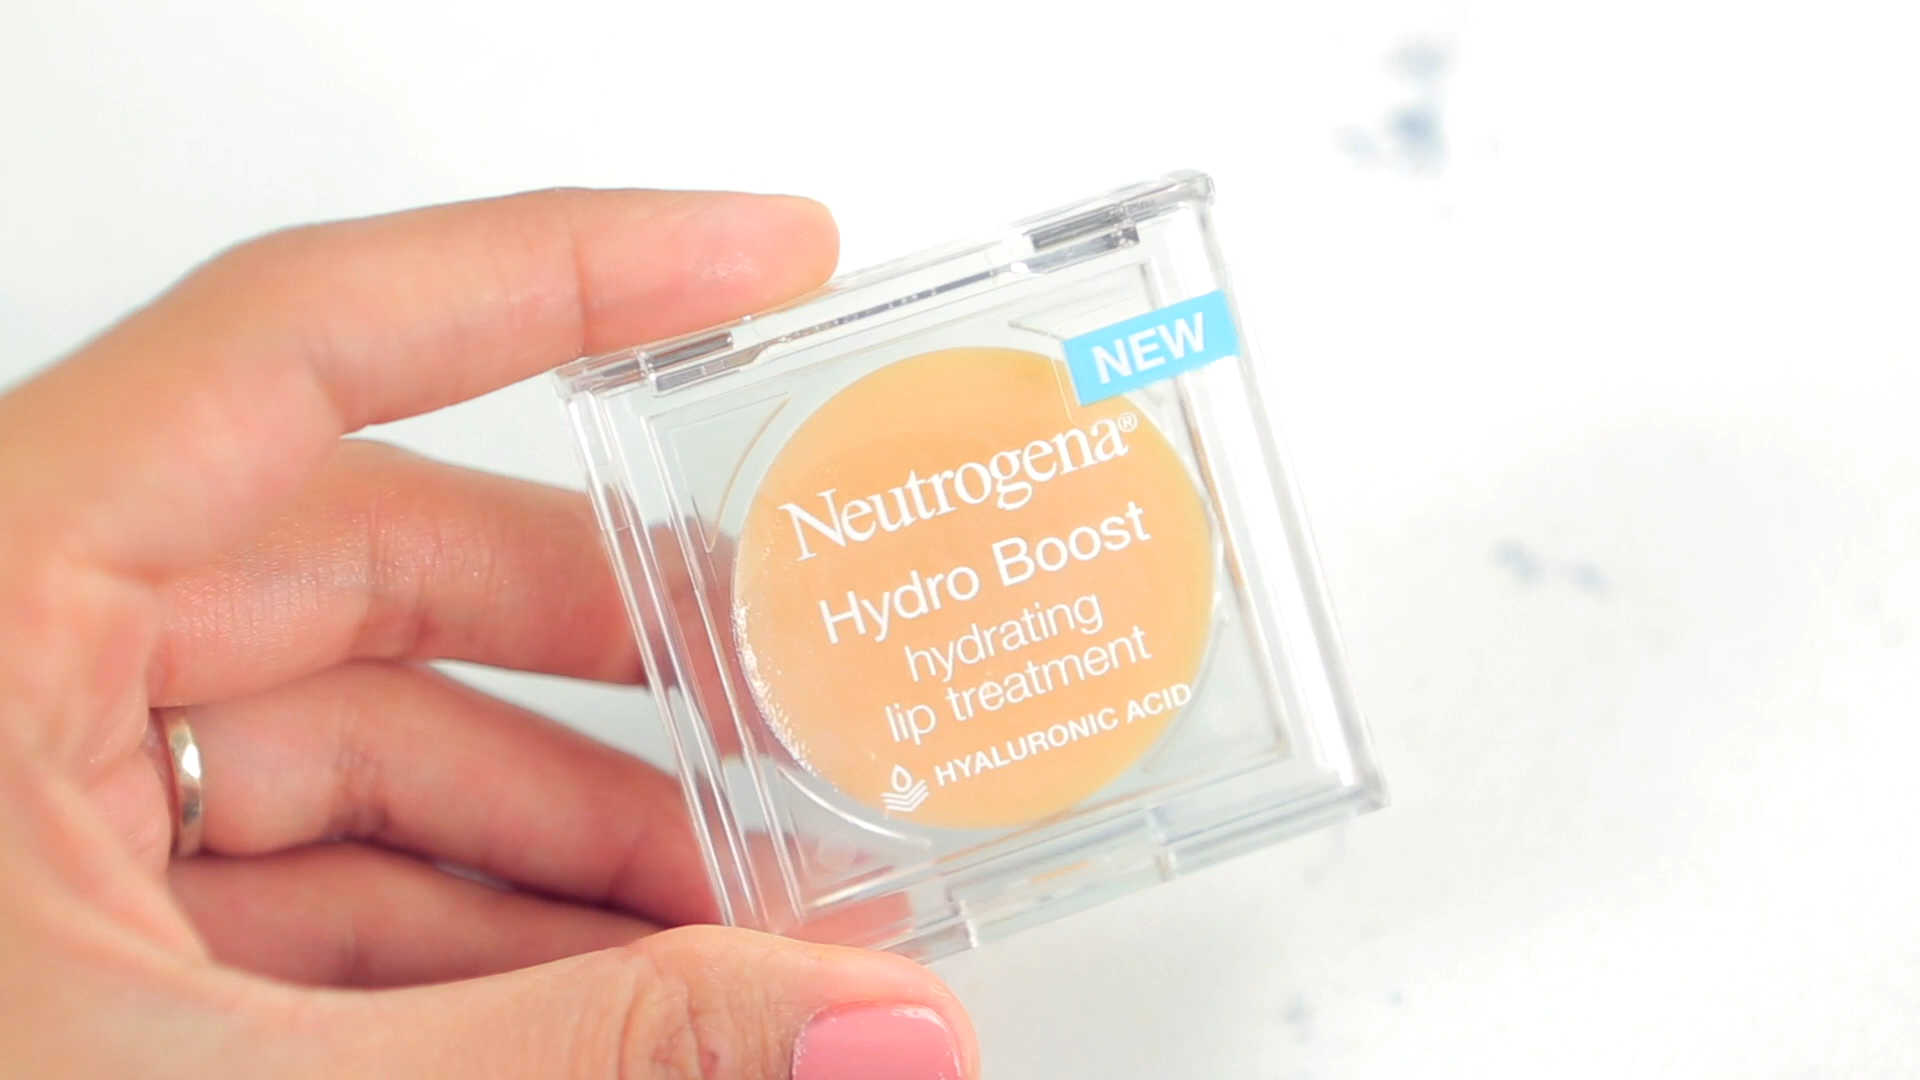 NEW
Neutrogena®
Hydro Boost
hydrating
lip treatment
HYALURONIC ACID